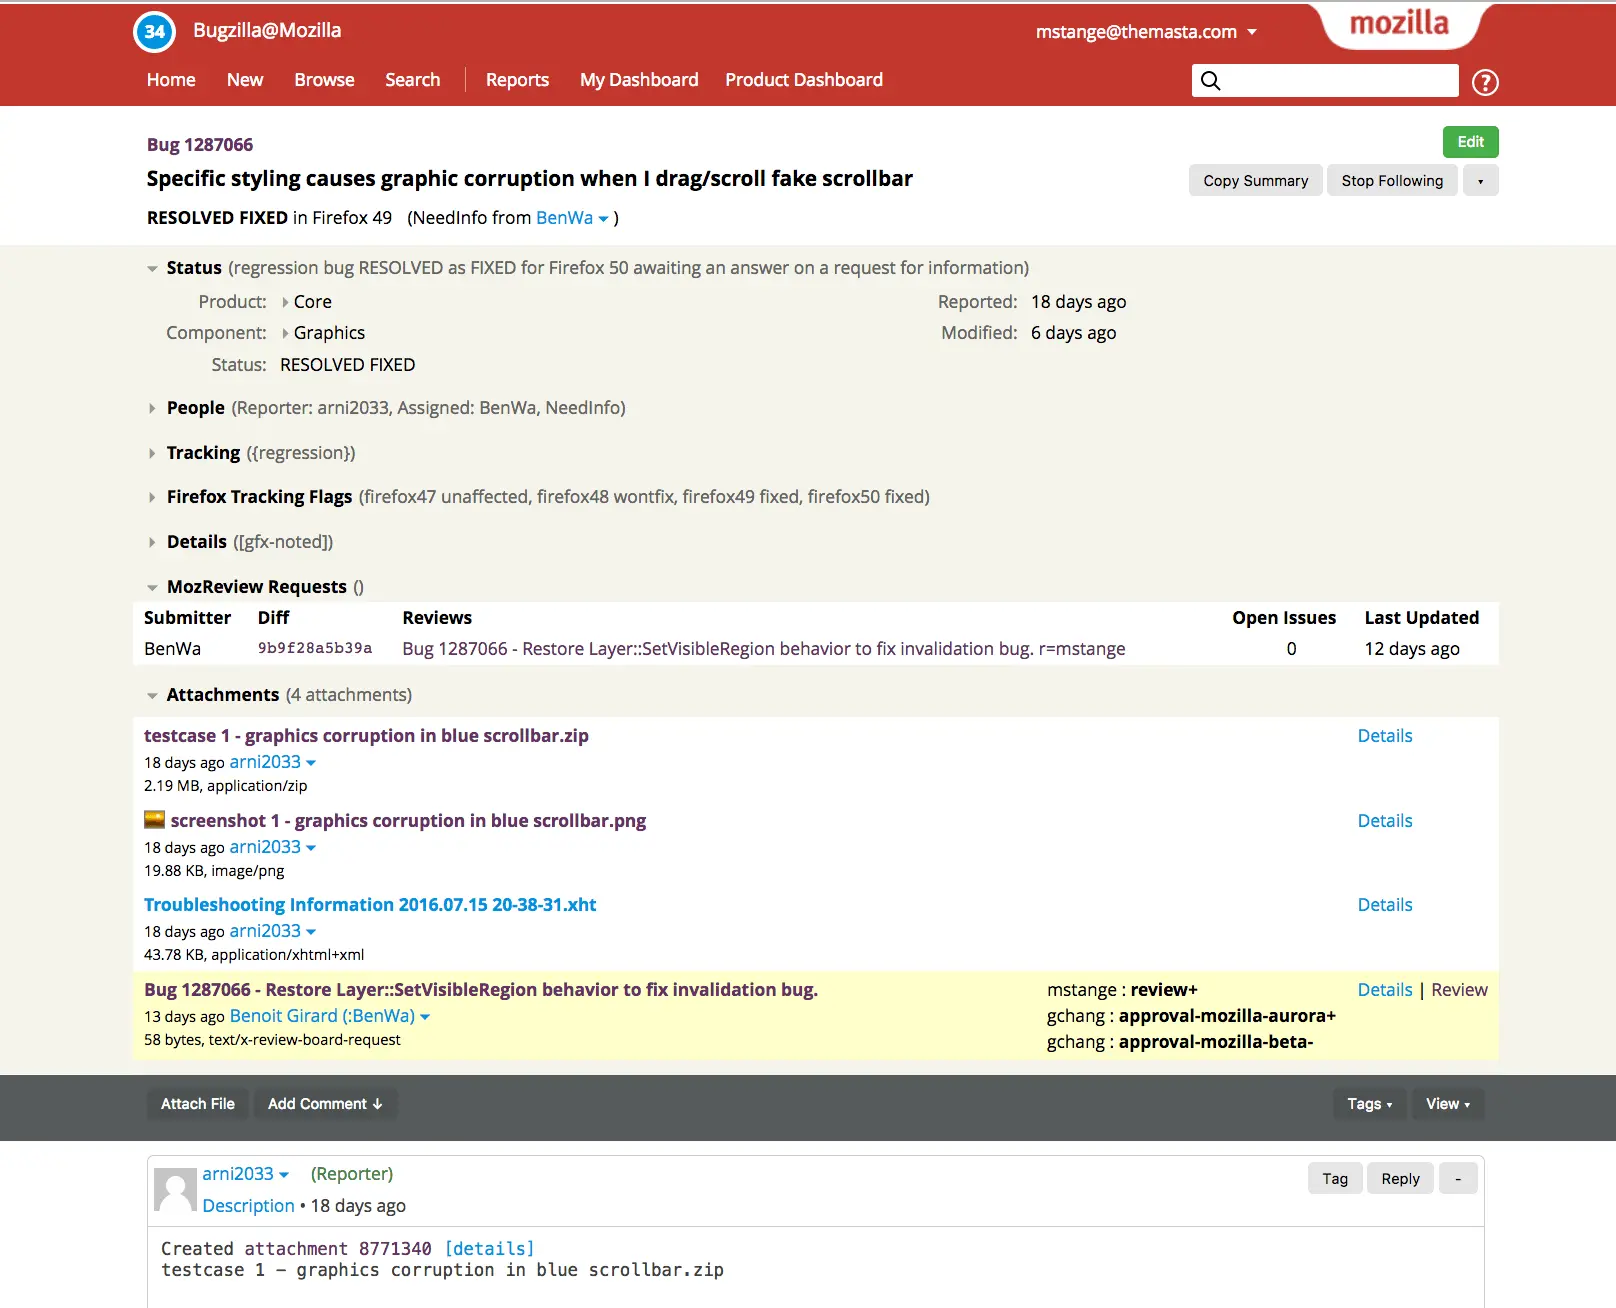 34 Bugzilla@Mozilla mstange@themasta.com mozilla
Home New Browse Search Reports My Dashboard Product Dashboard ?
Bug 1287066 Edit
Specific styling causes graphic corruption when I drag/scroll fake scrollbar Copy Summary Stop Following
RESOLVED FIXED in Firefox 49 (NeedInfo from BenWa )
Status (regression bug RESOLVED as FIXED for Firefox 50 awaiting an answer on a request for information)
Product: Core Reported: 18 days ago
Component: Graphics Modified: 6 days ago
Status: RESOLVED FIXED
People (Reporter: arni2033, Assigned: BenWa, NeedInfo)
Tracking ({regression})
Firefox Tracking Flags (firefox47 unaffected, firefox48 wontfix, firefox49 fixed, firefox50 fixed)
Details ([gfx-noted])
MozReview Requests ()
Submitter Diff Reviews Open Issues Last Updated
BenWa 9b9f28a5b39a Bug 1287066 - Restore Layer::SetVisibleRegion behavior to fix invalidation bug. r=mstange 0 12 days ago
Attachments (4 attachments)
testcase 1 - graphics corruption in blue scrollbar.zip Details
18 days ago arni2033
2.19 MB, application/zip
screenshot 1 - graphics corruption in blue scrollbar.png Details
18 days ago arni2033
19.88 KB, image/png
Troubleshooting Information 2016.07.15 20-38-31.xht Details
18 days ago arni2033
43.78 KB, application/xhtml+xml
Bug 1287066 - Restore Layer::SetVisibleRegion behavior to fix invalidation bug. mstange : review+ Details | Review
13 days ago Benoit Girard (:BenWa) gchang : approval-mozilla-aurora+
58 bytes, text/x-review-board-request gchang : approval-mozilla-beta-
Attach File Add Comment ↓ Tags View
arni2033 (Reporter) Tag Reply -
Description • 18 days ago
Created attachment 8771340 [details]
testcase 1 - graphics corruption in blue scrollbar.zip